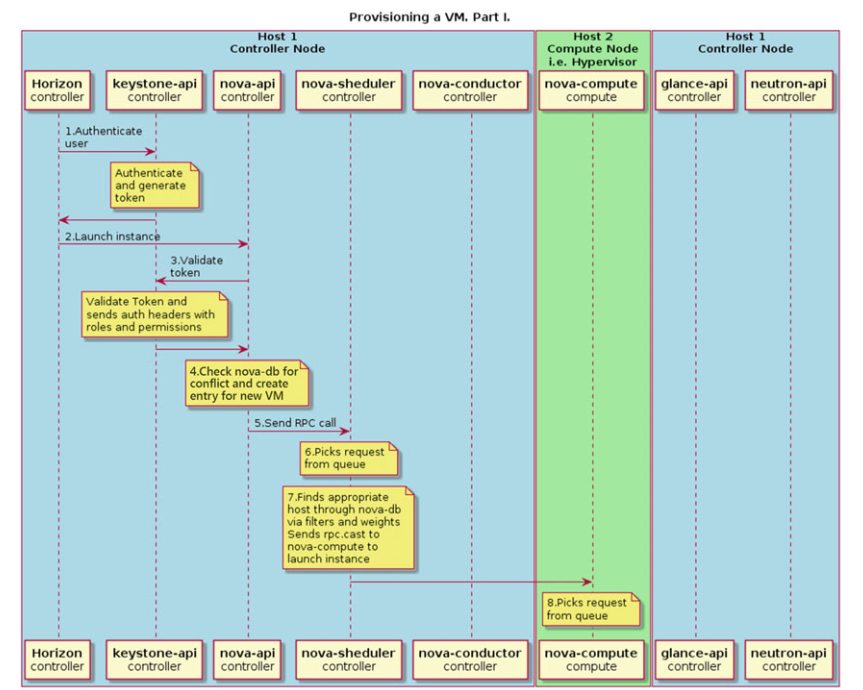 Provisioning a VM. Part I.
Host 1
Controller Node
Host 2
Compute Node
i.e. Hypervisor
Host 1
Controller Node
Horizon
controller
keystone-api
controller
nova-api
controller
nova-sheduler
controller
nova-conductor
controller
nova-compute
compute
glance-api
controller
neutron-api
controller
1.Authenticate
user
Authenticate
and generate
token
2.Launch instance
3.Validate
token
Validate Token and
sends auth headers with
roles and permissions
4.Check nova-db for
conflict and create
entry for new VM
5.Send RPC call
6.Picks request
from queue
7.Finds appropriate
host through nova-db
via filters and weights
Sends rpc.cast to
nova-compute to
launch instance
8.Picks request
from queue
Horizon
controller
keystone-api
controller
nova-api
controller
nova-sheduler
controller
nova-conductor
controller
nova-compute
compute
glance-api
controller
neutron-api
controller